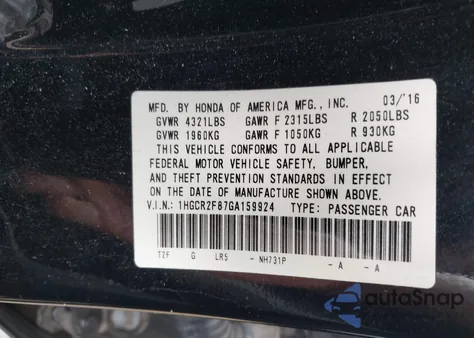 MFD. BY HONDA OF AMERICA MFG., INC. 03/'16
GVWR 4321LBS GAWR F 2315LBS R 2050LBS
GVWR 1960KG GAWR F 1050KG R 930KG
THIS VEHICLE CONFORMS TO ALL APPLICABLE
FEDERAL MOTOR VEHICLE SAFETY, BUMPER,
AND THEFT PREVENTION STANDARDS IN EFFECT
ON THE DATE OF MANUFACTURE SHOWN ABOVE.
V.I.N.: 1HGCR2F87GA159924 TYPE: PASSENGER CAR
T2F G LR5 - NH731P - A - A
autoSnap